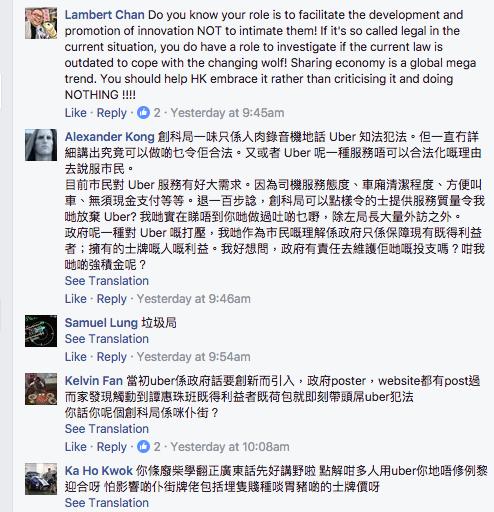 Lambert Chan Do you know your role is to facilitate the development and
promotion of innovation NOT to intimate them! If it's so called legal in the
current situation, you do have a role to investigate if the current law is
outdated to cope with the changing wolf! Sharing economy is a global mega
trend. You should help HK embrace it rather than criticising it and doing
NOTHING !!!!
Like · Reply · 2 · Yesterday at 9:45am
Alexander Kong 創科局一味只係人肉錄音機地話 Uber 知法犯法。但一直冇詳
細講出究竟可以做啲乜令佢合法。又或者 Uber 呢一種服務唔可以合法化嘅理由
去說服市民。
目前市民對 Uber 服務有好大需求。因為司機服務態度、車廂清潔程度、方便叫
車、無須現金支付等等。退一百步諗，創科局可以點樣令的士提供服務質量令我
哋放棄 Uber? 我哋實在睇唔到你哋做過吐啲乜嘢，除左局長大量外訪之外。
政府呢一種對 Uber 嘅打壓，我哋作為市民嘅理解係政府只係保障現有既得利益
者；擁有的士牌嘅人嘅利益。我好想問，政府有責任去維護佢哋嘅投資嗎？咁我
哋啲強積金呢？
See Translation
Like · Reply · Yesterday at 9:46am
Samuel Lung 垃圾局
See Translation
Like · Reply · Yesterday at 9:54am
Kelvin Fan 當初uber係政府話要創新而引入，政府poster，website都有post過
而家發現觸動到譚惠珠班既得利益者既荷包就即刻帶頭屌uber犯法
你話你呢個創科局係咪仆街？
See Translation
Like · Reply · 2 · Yesterday at 10:08am
Ka Ho Kwok 你條廢柴學翻正廣東話先好講野啦 點解咁多人用uber你地唔修例黎
迎合呀 怕影響啲仆街牌佬包括埋隻賤種啖胃豬啲的士牌價呀
See Translation